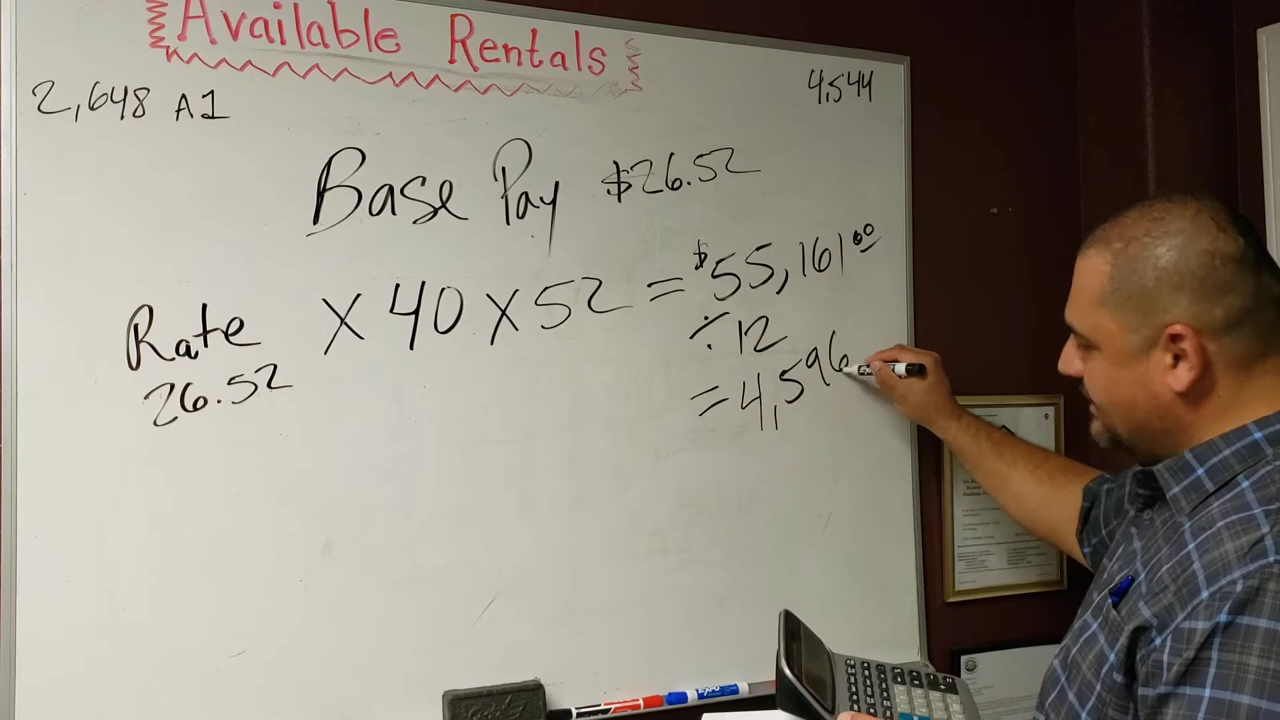 Available Rentals
2,648 A1
4,544
Base Pay $26.52
Rate X 40 X 52 = $55,161.00
26.52
÷ 12
= 4,596
EXPO